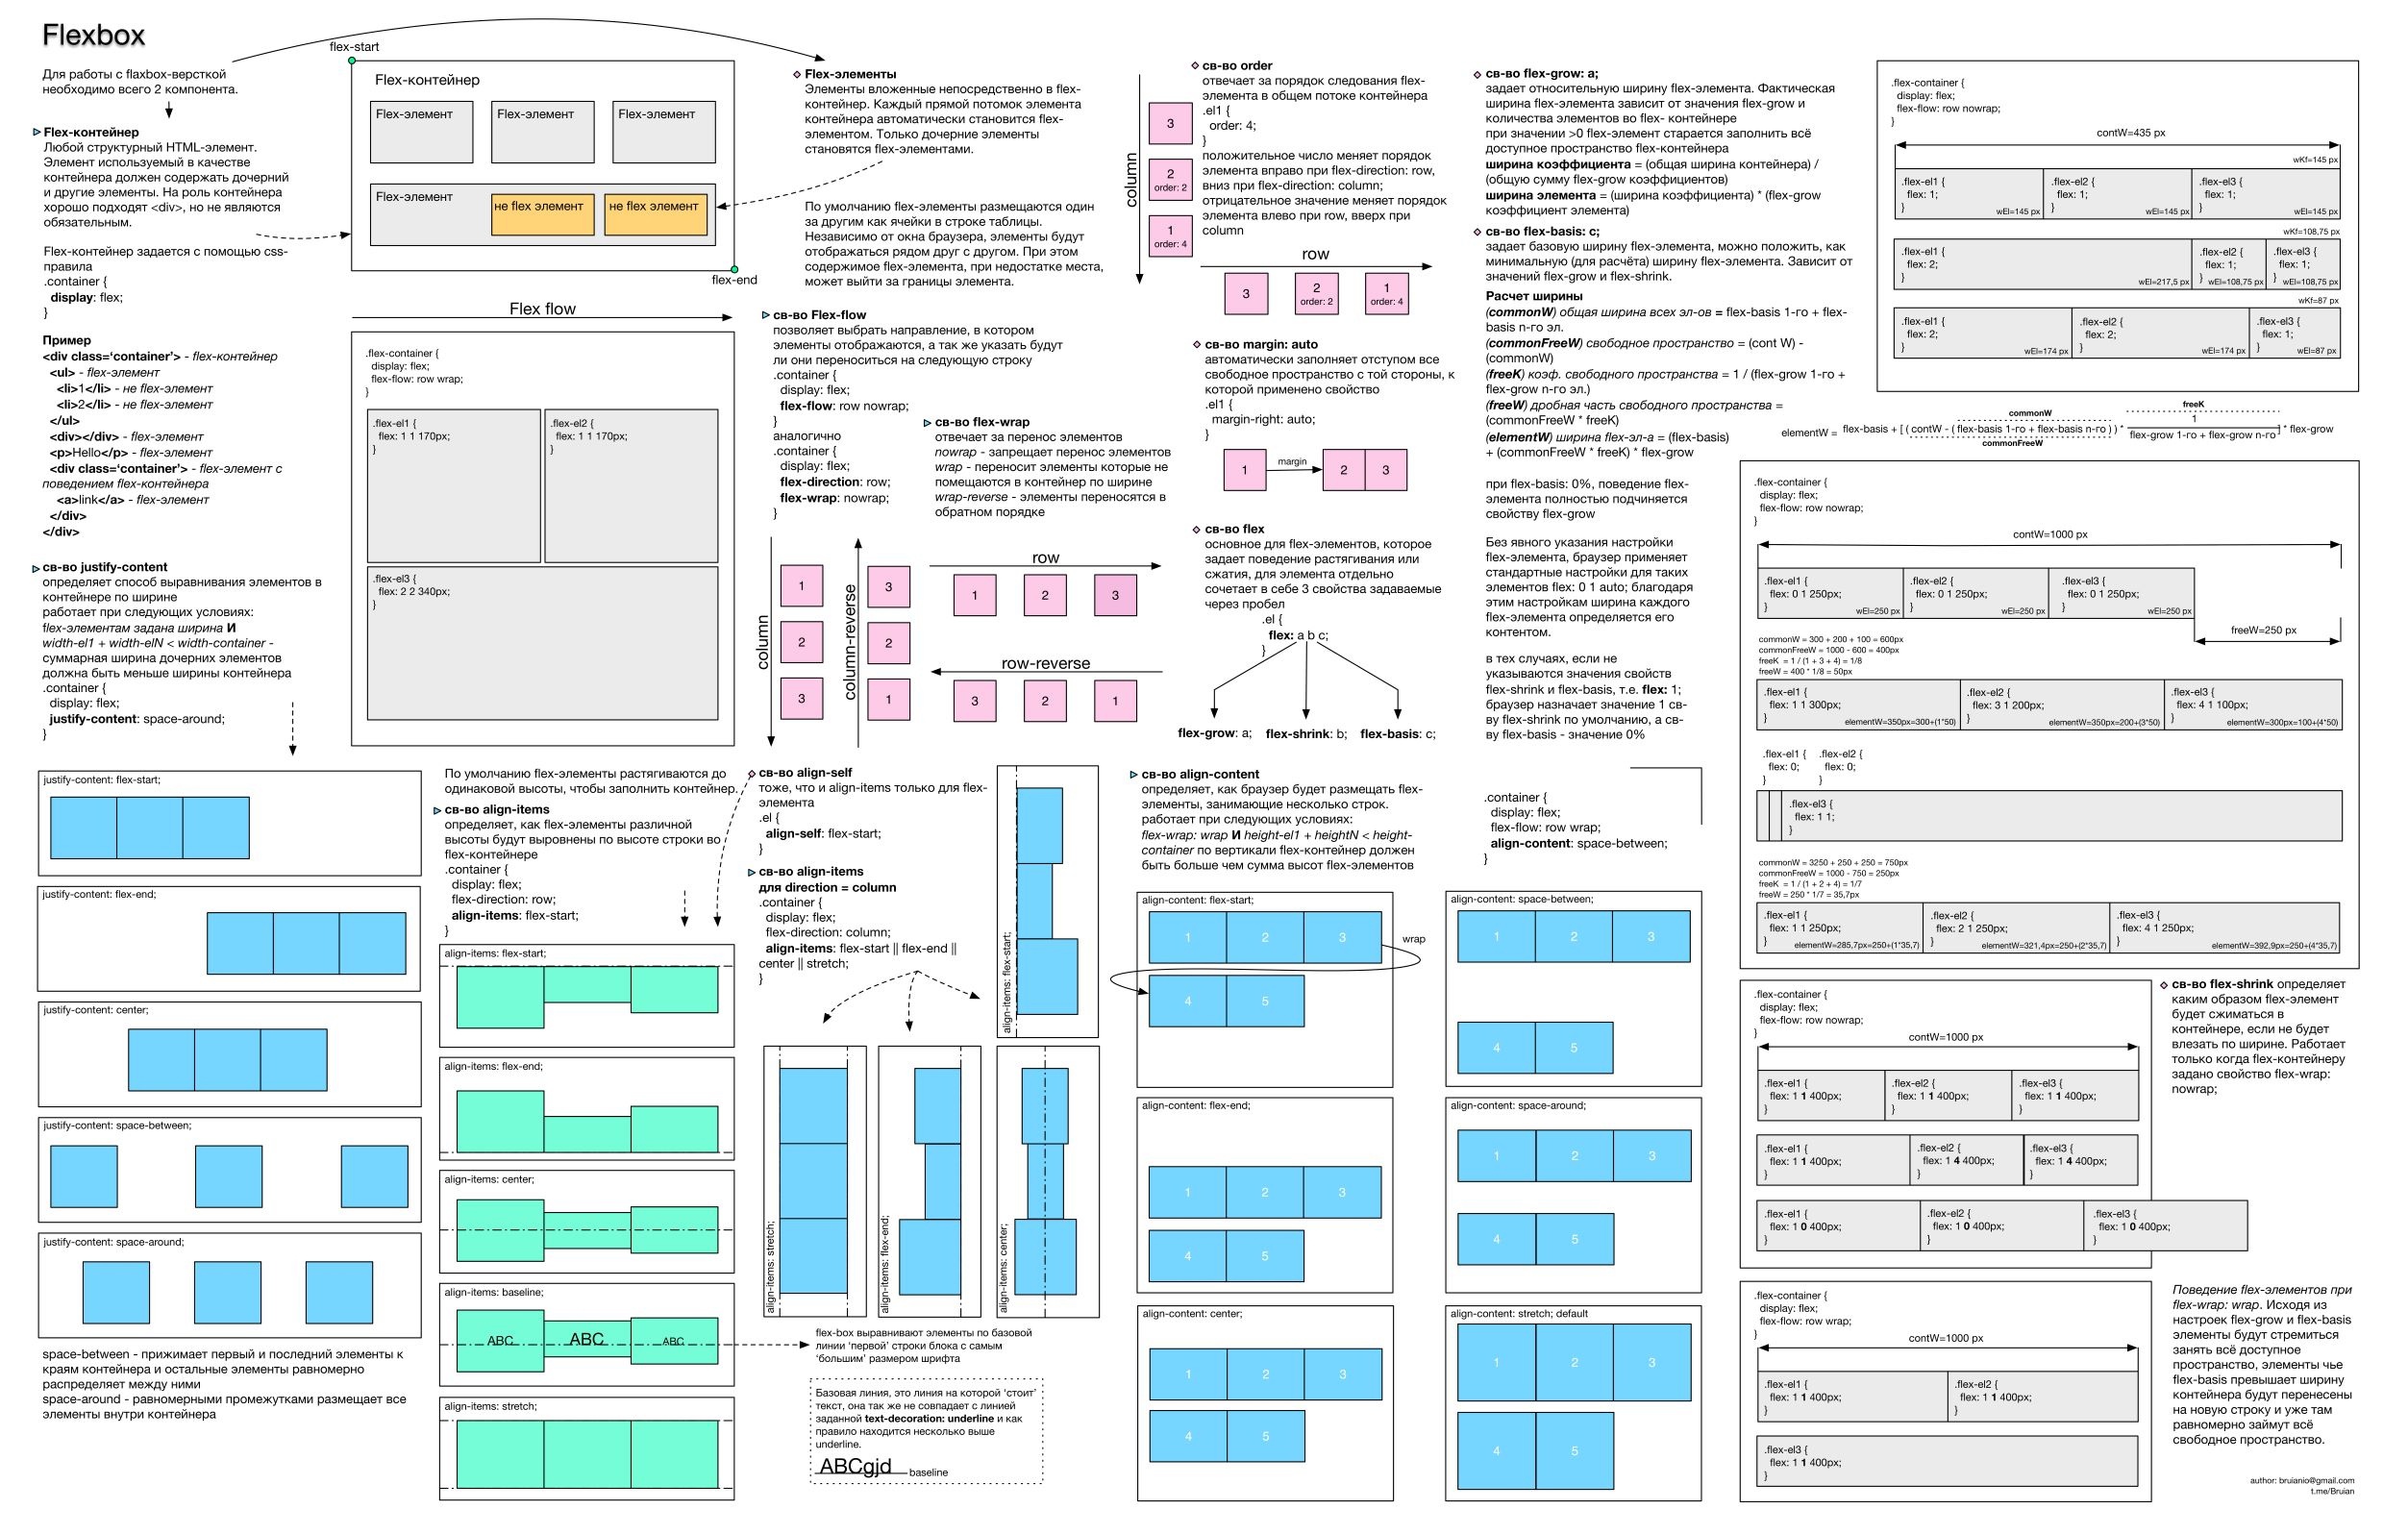 Flexbox
Для работы с flaxbox-версткой
необходимо всего 2 компонента.
Flex-контейнер
Любой структурный HTML-элемент.
Элемент используемый в качестве
контейнера должен содержать дочерний
и другие элементы. На роль контейнера
хорошо подходят <div>, но не являются
обязательным.
Flex-контейнер задается с помощью css-
правила
.container {
display: flex;
}
Пример
<div class=‘container’> - flex-контейнер
<ul> - flex-элемент
<li>1</li> - не flex-элемент
<li>2</li> - не flex-элемент
</ul>
<div></div> - flex-элемент
<p>Hello</p> - flex-элемент
<div class=‘container’> - flex-элемент с
поведением flex-контейнера
<a>link</a> - flex-элемент
</div>
</div>
св-во justify-content
определяет способ выравнивания элементов в
контейнере по ширине
работает при следующих условиях:
flex-элементам задана ширина И
width-el1 + width-elN < width-container -
суммарная ширина дочерних элементов
должна быть меньше ширины контейнера
.container {
display: flex;
justify-content: space-around;
}
justify-content: flex-start;
justify-content: flex-end;
justify-content: center;
justify-content: space-between;
justify-content: space-around;
space-between - прижимает первый и последний элементы к
краям контейнера и остальные элементы равномерно
распределяет между ними
space-around - равномерными промежутками размещает все
элементы внутри контейнера
flex-start
Flex-контейнер
Flex-элемент
Flex-элемент
Flex-элемент
Flex-элемент
не flex элемент
не flex элемент
flex-end
Flex flow
.flex-container {
display: flex;
flex-flow: row wrap;
}
.flex-el1 {
flex: 1 1 170px;
}
.flex-el2 {
flex: 1 1 170px;
}
.flex-el3 {
flex: 2 2 340px;
}
По умолчанию flex-элементы растягиваются до
одинаковой высоты, чтобы заполнить контейнер.
св-во align-items
определяет, как flex-элементы различной
высоты будут выровнены по высоте строки во
flex-контейнере
.container {
display: flex;
flex-direction: row;
align-items: flex-start;
}
align-items: flex-start;
align-items: flex-end;
align-items: center;
align-items: baseline;
ABC
ABC
ABC
align-items: stretch;
Flex-элементы
Элементы вложенные непосредственно в flex-
контейнер. Каждый прямой потомок элемента
контейнера автоматически становится flex-
элементом. Только дочерние элементы
становятся flex-элементами.
По умолчанию flex-элементы размещаются один
за другим как ячейки в строке таблицы.
Независимо от окна браузера, элементы будут
отображаться рядом друг с другом. При этом
содержимое flex-элемента, при недостатке места,
может выйти за границы элемента.
св-во Flex-flow
позволяет выбрать направление, в котором
элементы отображаются, а так же указать будут
ли они переноситься на следующую строку
.container {
display: flex;
flex-flow: row nowrap;
}
аналогично
.container {
display: flex;
flex-direction: row;
flex-wrap: nowrap;
}
св-во flex-wrap
отвечает за перенос элементов
nowrap - запрещает перенос элементов
wrap - переносит элементы которые не
помещаются в контейнер по ширине
wrap-reverse - элементы переносятся в
обратном порядке
column
1
2
3
column-reverse
3
2
1
row
1
2
3
row-reverse
3
2
1
св-во align-self
тоже, что и align-items только для flex-
элемента
.el {
align-self: flex-start;
}
св-во align-items
для direction = column
.container {
display: flex;
flex-direction: column;
align-items: flex-start || flex-end ||
center || stretch;
}
align-items: flex-start;
align-items: stretch;
align-items: flex-end;
align-items: center;
flex-box выравнивают элементы по базовой
линии ‘первой’ строки блока с самым
‘большим’ размером шрифта
Базовая линия, это линия на которой ‘стоит’
текст, она так же не совпадает с линией
заданной text-decoration: underline и как
правило находится несколько выше
underline.
ABCgjd
baseline
column
3
2
order: 2
1
order: 4
св-во order
отвечает за порядок следования flex-
элемента в общем потоке контейнера
.el1 {
order: 4;
}
положительное число меняет порядок
элемента вправо при flex-direction: row,
вниз при flex-direction: column;
отрицательное значение меняет порядок
элемента влево при row, вверх при
column
row
3
2
order: 2
1
order: 4
св-во margin: auto
автоматически заполняет отступом все
свободное пространство с той стороны, к
которой применено свойство
.el1 {
margin-right: auto;
}
1
margin
2
3
св-во flex
основное для flex-элементов, которое
задает поведение растягивания или
сжатия, для элемента отдельно
сочетает в себе 3 свойства задаваемые
через пробел
.el {
flex: a b c;
}
flex-grow: a;
flex-shrink: b;
flex-basis: c;
св-во align-content
определяет, как браузер будет размещать flex-
элементы, занимающие несколько строк.
работает при следующих условиях:
flex-wrap: wrap И height-el1 + heightN < height-
container по вертикали flex-контейнер должен
быть больше чем сумма высот flex-элементов
.container {
display: flex;
flex-flow: row wrap;
align-content: space-between;
}
align-content: flex-start;
1
2
3
wrap
4
5
align-content: flex-end;
1
2
3
4
5
align-content: center;
1
2
3
4
5
align-content: space-between;
1
2
3
4
5
align-content: space-around;
1
2
3
4
5
align-content: stretch; default
1
2
3
4
5
св-во flex-grow: a;
задает относительную ширину flex-элемента. Фактическая
ширина flex-элемента зависит от значения flex-grow и
количества элементов во flex- контейнере
при значении >0 flex-элемент старается заполнить всё
доступное пространство flex-контейнера
ширина коэффициента = (общая ширина контейнера) /
(общую сумму flex-grow коэффициентов)
ширина элемента = (ширина коэффициента) * (flex-grow
коэффициент элемента)
св-во flex-basis: c;
задает базовую ширину flex-элемента, можно положить, как
минимальную (для расчёта) ширину flex-элемента. Зависит от
значений flex-grow и flex-shrink.
Расчет ширины
(commonW) общая ширина всех эл-ов = flex-basis 1-го + flex-
basis n-го эл.
(commonFreeW) свободное пространство = (cont W) -
(commonW)
(freeK) коэф. свободного пространства = 1 / (flex-grow 1-го +
flex-grow n-го эл.)
(freeW) дробная часть свободного пространства =
(commonFreeW * freeK)
(elementW) ширина flex-эл-а = (flex-basis)
+ (commonFreeW * freeK) * flex-grow
при flex-basis: 0%, поведение flex-
элемента полностью подчиняется
свойству flex-grow
Без явного указания настройки
flex-элемента, браузер применяет
стандартные настройки для таких
элементов flex: 0 1 auto; благодаря
этим настройкам ширина каждого
flex-элемента определяется его
контентом.
в тех случаях, если не
указываются значения свойств
flex-shrink и flex-basis, т.е. flex: 1;
браузер назначает значение 1 св-
ву flex-shrink по умолчанию, а св-
ву flex-basis - значение 0%
.flex-container {
display: flex;
flex-flow: row nowrap;
}
contW=435 px
wKf=145 px
.flex-el1 {
flex: 1;
}
wEl=145 px
.flex-el2 {
flex: 1;
}
wEl=145 px
.flex-el3 {
flex: 1;
}
wEl=145 px
wKf=108,75 px
.flex-el1 {
flex: 2;
}
wEl=217,5 px
.flex-el2 {
flex: 1;
}
wEl=108,75 px
.flex-el3 {
flex: 1;
}
wEl=108,75 px
wKf=87 px
.flex-el1 {
flex: 2;
}
wEl=174 px
.flex-el2 {
flex: 2;
}
wEl=174 px
.flex-el3 {
flex: 1;
}
wEl=87 px
commonW
freeK
elementW = flex-basis + [ ( contW - ( flex-basis 1-го + flex-basis n-го ) ) * 1 / flex-grow 1-го + flex-grow n-го ] * flex-grow
commonFreeW
.flex-container {
display: flex;
flex-flow: row nowrap;
}
contW=1000 px
.flex-el1 {
flex: 0 1 250px;
}
wEl=250 px
.flex-el2 {
flex: 0 1 250px;
}
wEl=250 px
.flex-el3 {
flex: 0 1 250px;
}
wEl=250 px
freeW=250 px
commonW = 300 + 200 + 100 = 600px
commonFreeW = 1000 - 600 = 400px
freeK = 1 / (1 + 3 + 4) = 1/8
freeW = 400 * 1/8 = 50px
.flex-el1 {
flex: 1 1 300px;
}
elementW=350px=300+(1*50)
.flex-el2 {
flex: 3 1 200px;
}
elementW=350px=200+(3*50)
.flex-el3 {
flex: 4 1 100px;
}
elementW=300px=100+(4*50)
.flex-el1 {
flex: 0;
}
.flex-el2 {
flex: 0;
}
.flex-el3 {
flex: 1 1;
}
commonW = 3250 + 250 + 250 = 750px
commonFreeW = 1000 - 750 = 250px
freeK = 1 / (1 + 2 + 4) = 1/7
freeW = 250 * 1/7 = 35,7px
.flex-el1 {
flex: 1 1 250px;
}
elementW=285,7px=250+(1*35,7)
.flex-el2 {
flex: 2 1 250px;
}
elementW=321,4px=250+(2*35,7)
.flex-el3 {
flex: 4 1 250px;
}
elementW=392,9px=250+(4*35,7)
.flex-container {
display: flex;
flex-flow: row nowrap;
}
contW=1000 px
.flex-el1 {
flex: 1 1 400px;
}
.flex-el2 {
flex: 1 1 400px;
}
.flex-el3 {
flex: 1 1 400px;
}
.flex-el1 {
flex: 1 1 400px;
}
.flex-el2 {
flex: 1 4 400px;
}
.flex-el3 {
flex: 1 4 400px;
}
.flex-el1 {
flex: 1 0 400px;
}
.flex-el2 {
flex: 1 0 400px;
}
.flex-el3 {
flex: 1 0 400px;
}
св-во flex-shrink определяет
каким образом flex-элемент
будет сжиматься в
контейнере, если не будет
влезать по ширине. Работает
только когда flex-контейнеру
задано свойство flex-wrap:
nowrap;
.flex-container {
display: flex;
flex-flow: row wrap;
}
contW=1000 px
.flex-el1 {
flex: 1 1 400px;
}
.flex-el2 {
flex: 1 1 400px;
}
.flex-el3 {
flex: 1 1 400px;
}
Поведение flex-элементов при
flex-wrap: wrap. Исходя из
настроек flex-grow и flex-basis
элементы будут стремиться
занять всё доступное
пространство, элементы чье
flex-basis превышает ширину
контейнера будут перенесены
на новую строку и уже там
равномерно займут всё
свободное пространство.
author: bruianio@gmail.com
t.me/Bruian